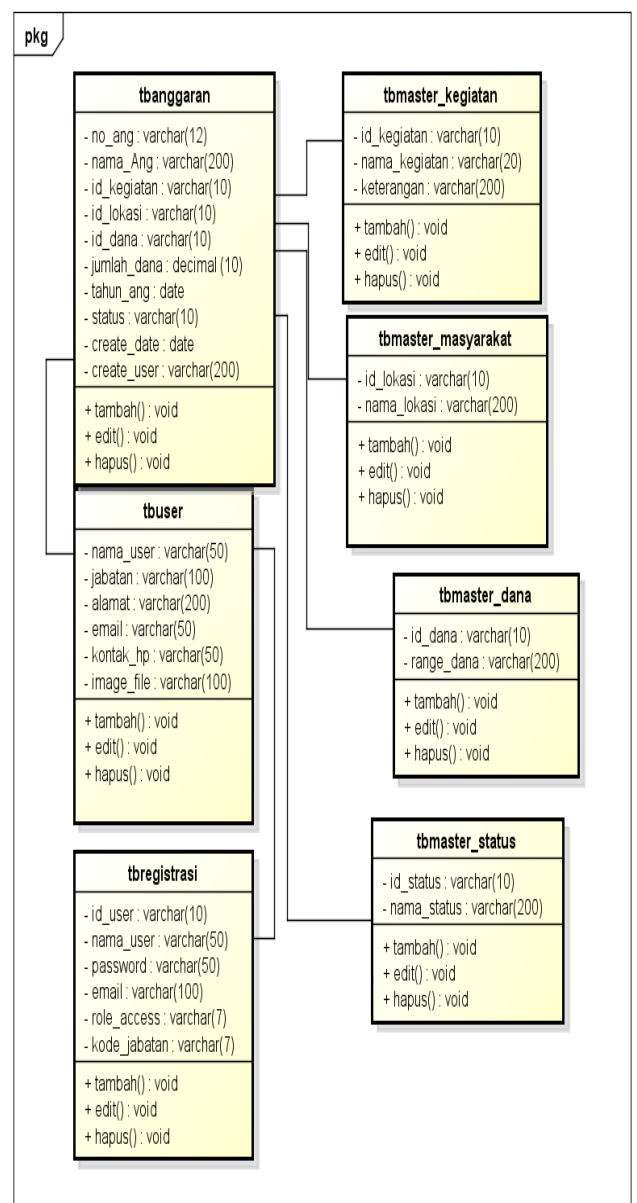 pkg
tbanggaran
- no_ang : varchar(12)
- nama_Ang : varchar(200)
- id_kegiatan : varchar(10)
- id_lokasi : varchar(10)
- id_dana : varchar(10)
- jumlah_dana : decimal (10)
- tahun_ang : date
- status : varchar(10)
- create_date : date
- create_user : varchar(200)
+ tambah() : void
+ edit() : void
+ hapus() : void
tbmaster_kegiatan
- id_kegiatan : varchar(10)
- nama_kegiatan : varchar(20)
- keterangan : varchar(200)
+ tambah() : void
+ edit() : void
+ hapus() : void
tbmaster_masyarakat
- id_lokasi : varchar(10)
- nama_lokasi : varchar(200)
+ tambah() : void
+ edit() : void
+ hapus() : void
tbuser
- nama_user : varchar(50)
- jabatan : varchar(100)
- alamat : varchar(200)
- email : varchar(50)
- kontak_hp : varchar(50)
- image_file : varchar(100)
+ tambah() : void
+ edit() : void
+ hapus() : void
tbmaster_dana
- id_dana : varchar(10)
- range_dana : varchar(200)
+ tambah() : void
+ edit() : void
+ hapus() : void
tbmaster_status
- id_status : varchar(10)
- nama_status : varchar(200)
+ tambah() : void
+ edit() : void
+ hapus() : void
tbregistrasi
- id_user : varchar(10)
- nama_user : varchar(50)
- password : varchar(50)
- email : varchar(100)
- role_access : varchar(7)
- kode_jabatan : varchar(7)
+ tambah() : void
+ edit() : void
+ hapus() : void